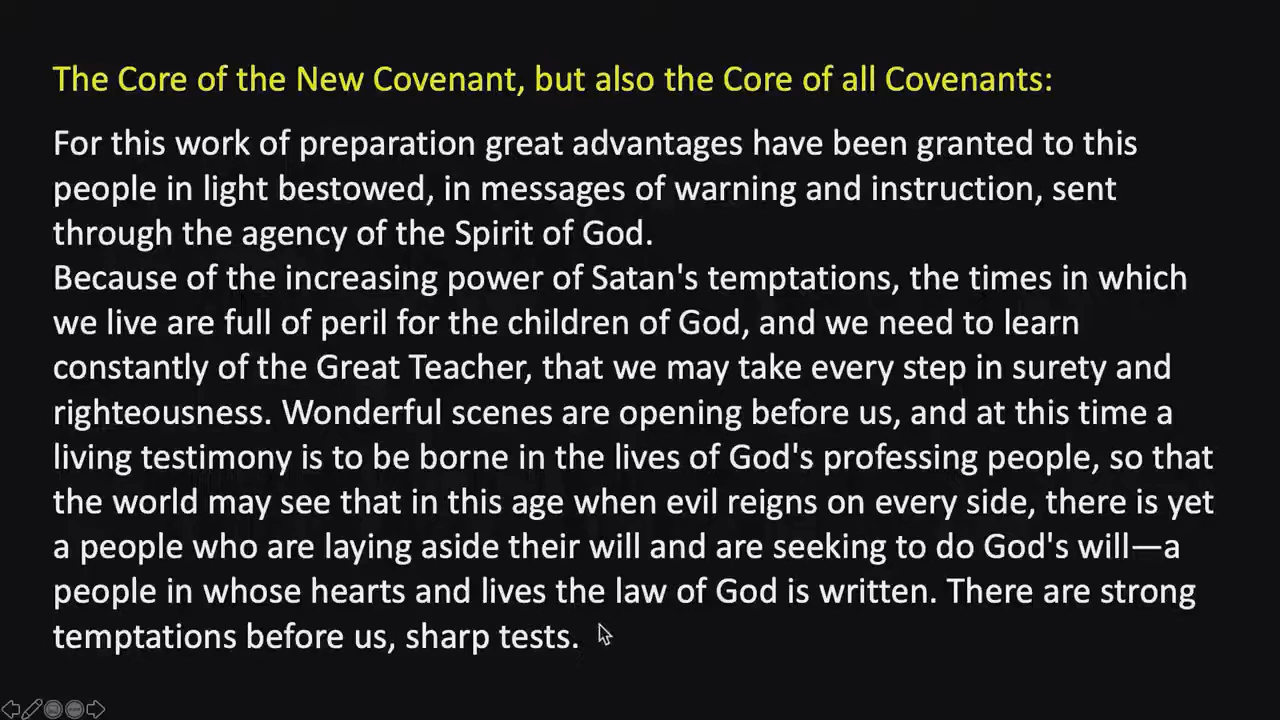 The Core of the New Covenant, but also the Core of all Covenants:
For this work of preparation great advantages have been granted to this
people in light bestowed, in messages of warning and instruction, sent
through the agency of the Spirit of God.
Because of the increasing power of Satan's temptations, the times in which
we live are full of peril for the children of God, and we need to learn
constantly of the Great Teacher, that we may take every step in surety and
righteousness. Wonderful scenes are opening before us, and at this time a
living testimony is to be borne in the lives of God's professing people, so that
the world may see that in this age when evil reigns on every side, there is yet
a people who are laying aside their will and are seeking to do God's will—a
people in whose hearts and lives the law of God is written. There are strong
temptations before us, sharp tests.